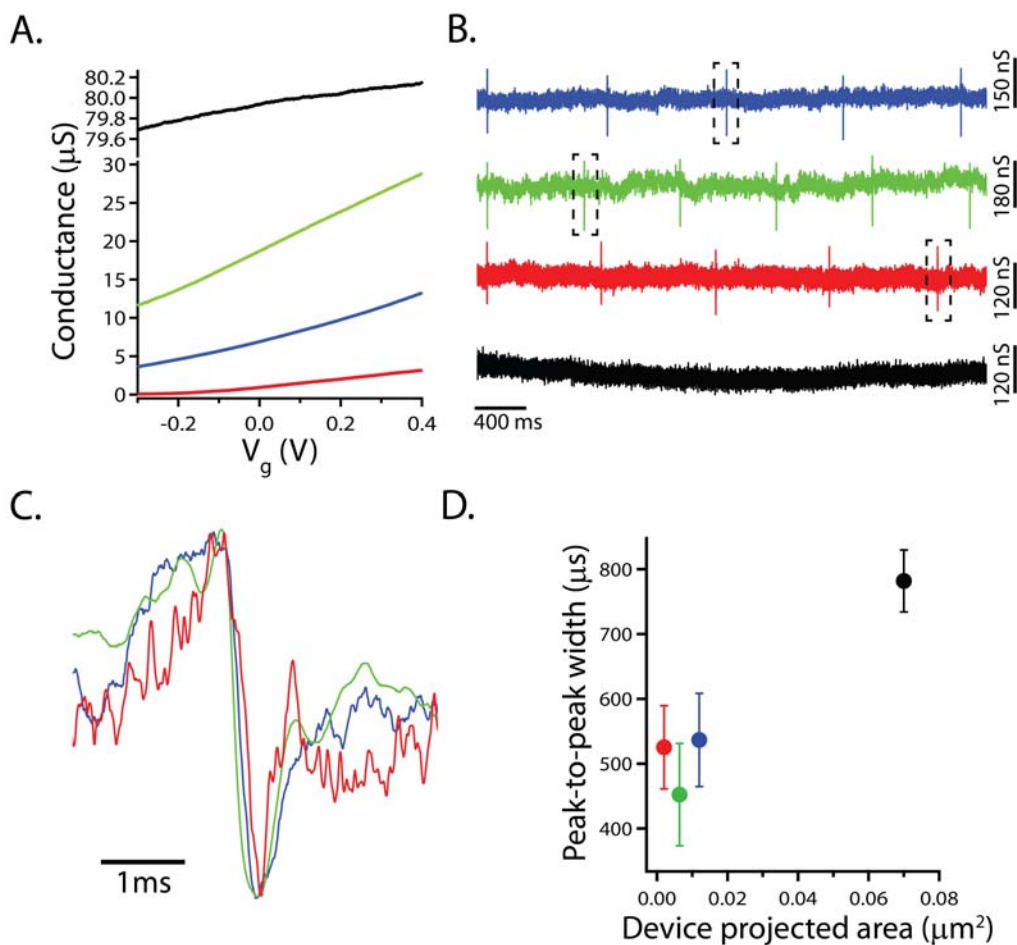 A.
Conductance (μS)
80.2
80.0
79.8
79.6
30
25
20
15
10
5
0
-0.2
0.0
0.2
0.4
Vg (V)
B.
150 nS
180 nS
120 nS
120 nS
400 ms
C.
1ms
D.
Peak-to-peak width (μs)
800
700
600
500
400
0.00
0.02
0.04
0.06
0.08
Device projected area (μm²)